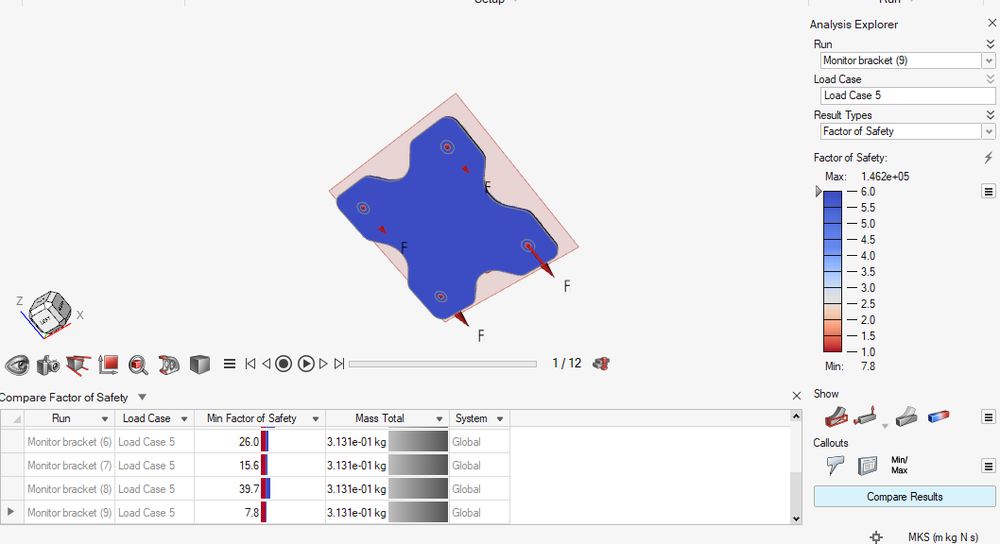 Setup
Run
Analysis Explorer
Run
Monitor bracket (9)
Load Case
Load Case 5
Result Types
Factor of Safety
Factor of Safety:
Max: 1.462e+05
6.0
5.5
5.0
4.5
4.0
3.5
3.0
2.5
2.0
1.5
1.0
Min: 7.8
F
F
F
F
Z
X
1 / 12
Compare Factor of Safety
Run Load Case Min Factor of Safety Mass Total System
Monitor bracket (6) Load Case 5 26.0 3.131e-01 kg Global
Monitor bracket (7) Load Case 5 15.6 3.131e-01 kg Global
Monitor bracket (8) Load Case 5 39.7 3.131e-01 kg Global
Monitor bracket (9) Load Case 5 7.8 3.131e-01 kg Global
Show
Callouts
Min/
Max
Compare Results
MKS (m kg N s)